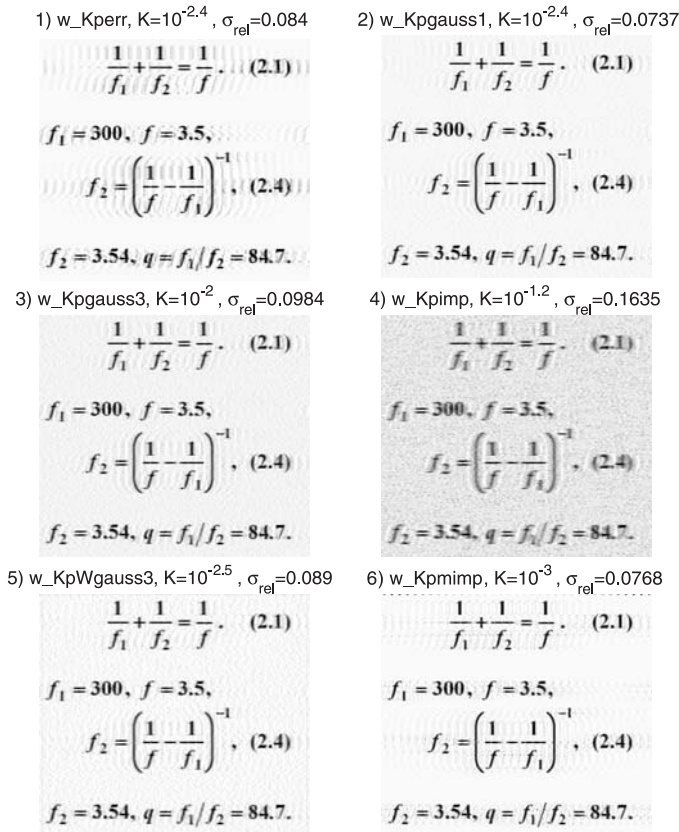 1) w_Kperr, K=10^-2.4 , σ_rel=0.084
1/f₁ + 1/f₂ = 1/f . (2.1)
f₁ = 300, f = 3.5,
f₂ = (1/f − 1/f₁)^−1, (2.4)
f₂ = 3.54, q = f₁/f₂ = 84.7.
2) w_Kpgauss1, K=10^-2.4 , σ_rel=0.0737
1/f₁ + 1/f₂ = 1/f . (2.1)
f₁ = 300, f = 3.5,
f₂ = (1/f − 1/f₁)^−1, (2.4)
f₂ = 3.54, q = f₁/f₂ = 84.7.
3) w_Kpgauss3, K=10^-2 , σ_rel=0.0984
1/f₁ + 1/f₂ = 1/f . (2.1)
f₁ = 300, f = 3.5,
f₂ = (1/f − 1/f₁)^−1, (2.4)
f₂ = 3.54, q = f₁/f₂ = 84.7.
4) w_Kpimp, K=10^-1.2 , σ_rel=0.1635
1/f₁ + 1/f₂ = 1/f . (2.1)
f₁ = 300, f = 3.5,
f₂ = (1/f − 1/f₁)^−1, (2.4)
f₂ = 3.54, q = f₁/f₂ = 84.7.
5) w_KpWgauss3, K=10^-2.5 , σ_rel=0.089
1/f₁ + 1/f₂ = 1/f . (2.1)
f₁ = 300, f = 3.5,
f₂ = (1/f − 1/f₁)^−1, (2.4)
f₂ = 3.54, q = f₁/f₂ = 84.7.
6) w_Kpmimp, K=10^-3 , σ_rel=0.0768
1/f₁ + 1/f₂ = 1/f . (2.1)
f₁ = 300, f = 3.5,
f₂ = (1/f − 1/f₁)^−1, (2.4)
f₂ = 3.54, q = f₁/f₂ = 84.7.